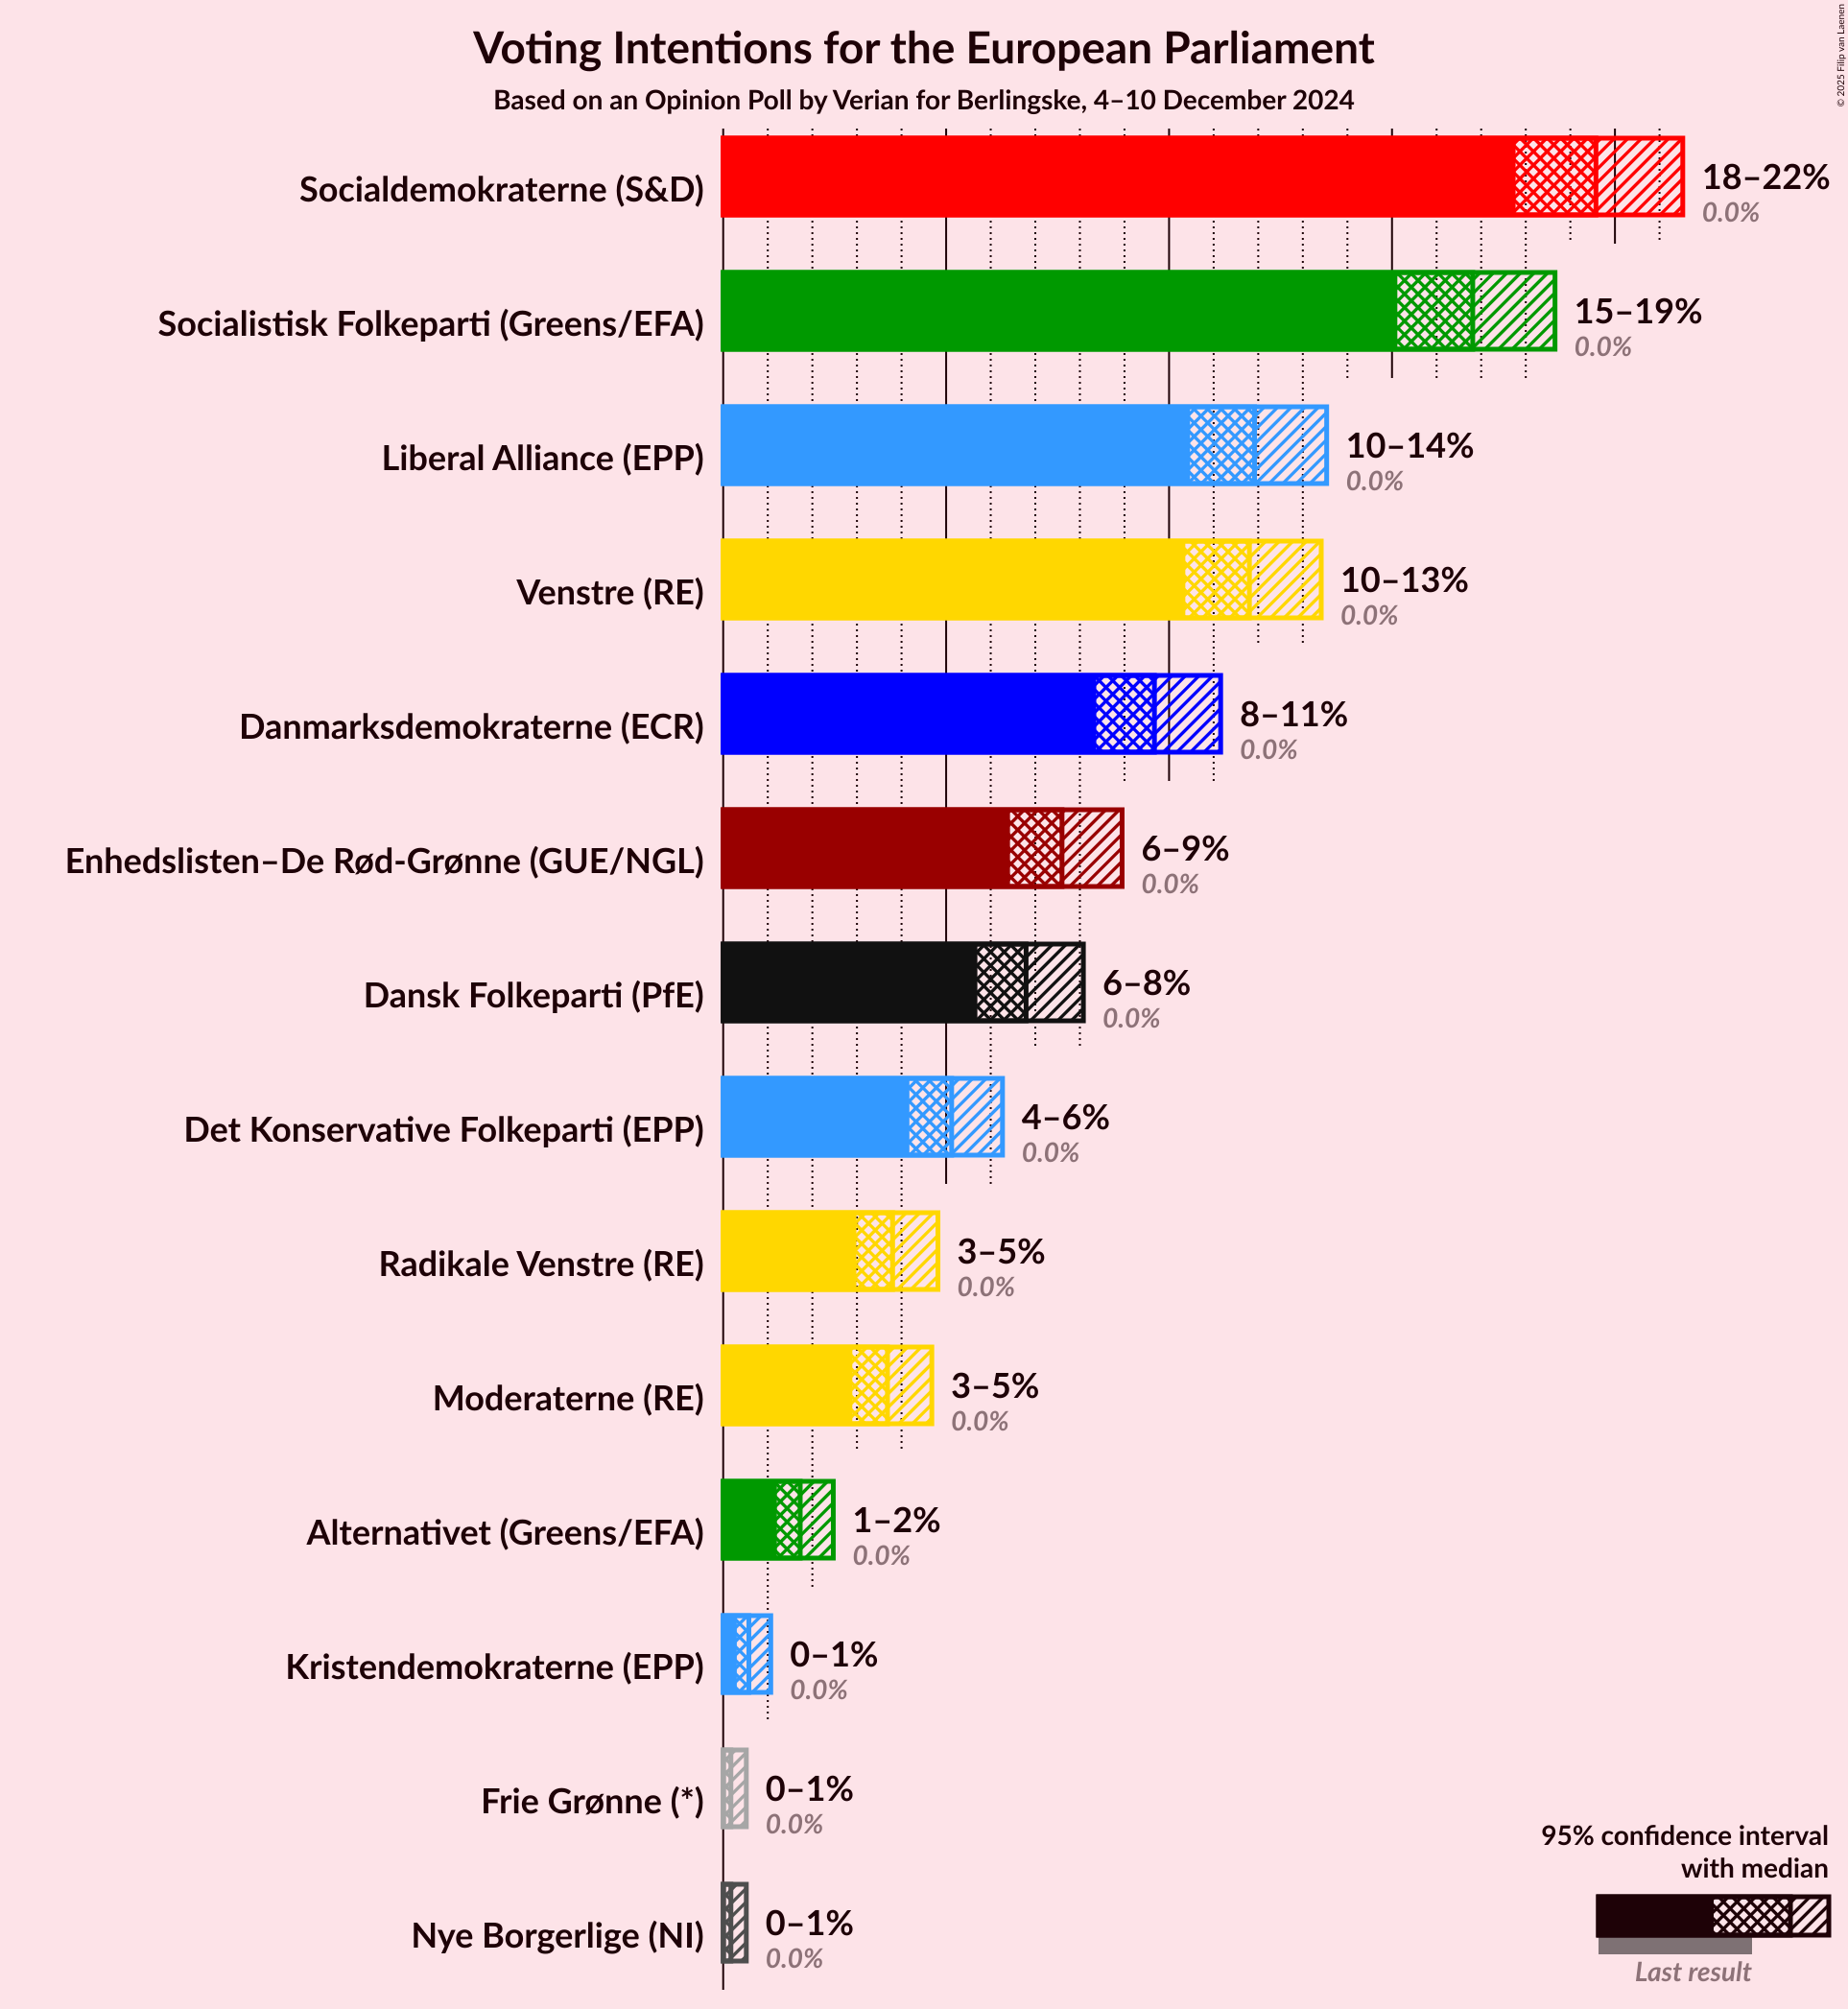 Voting Intentions for the European Parliament
Based on an Opinion Poll by Verian for Berlingske, 4–10 December 2024
© 2025 Filip van Laenen
Socialdemokraterne (S&D)
18–22%
0.0%
Socialistisk Folkeparti (Greens/EFA)
15–19%
0.0%
Liberal Alliance (EPP)
10–14%
0.0%
Venstre (RE)
10–13%
0.0%
Danmarksdemokraterne (ECR)
8–11%
0.0%
Enhedslisten–De Rød-Grønne (GUE/NGL)
6–9%
0.0%
Dansk Folkeparti (PfE)
6–8%
0.0%
Det Konservative Folkeparti (EPP)
4–6%
0.0%
Radikale Venstre (RE)
3–5%
0.0%
Moderaterne (RE)
3–5%
0.0%
Alternativet (Greens/EFA)
1–2%
0.0%
Kristendemokraterne (EPP)
0–1%
0.0%
Frie Grønne (*)
0–1%
0.0%
Nye Borgerlige (NI)
0–1%
0.0%
95% confidence interval
with median
Last result